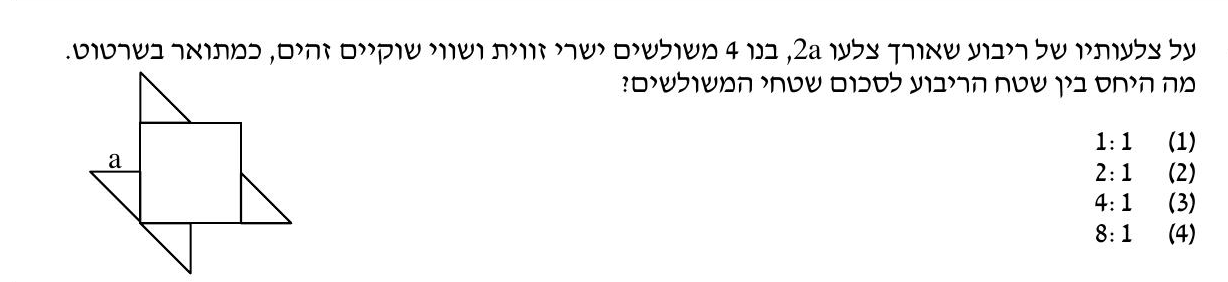 על צלעותיו של ריבוע שאורך צלעו 2a, בנו 4 משולשים ישרי זווית ושווי שוקיים זהים, כמתואר בשרטוט.
מה היחס בין שטח הריבוע לסכום שטחי המשולשים?
(1) 1:1
(2) 2:1
(3) 4:1
(4) 8:1
a